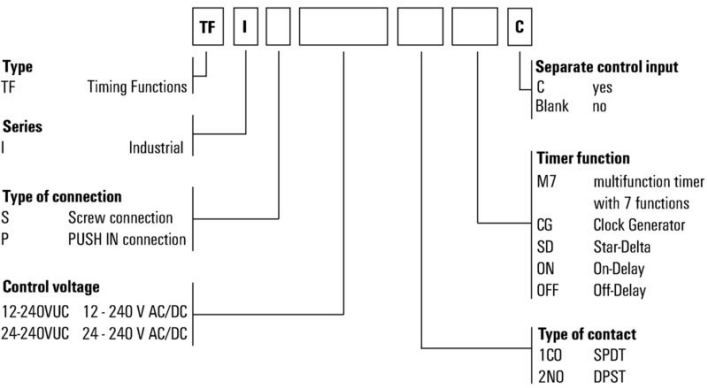 TF I C
Type
TF Timing Functions
Series
I Industrial
Type of connection
S Screw connection
P PUSH IN connection
Control voltage
12-240VUC 12 - 240 V AC/DC
24-240VUC 24 - 240 V AC/DC
Separate control input
C yes
Blank no
Timer function
M7 multifunction timer
with 7 functions
CG Clock Generator
SD Star-Delta
ON On-Delay
OFF Off-Delay
Type of contact
1CO SPDT
2NO DPST